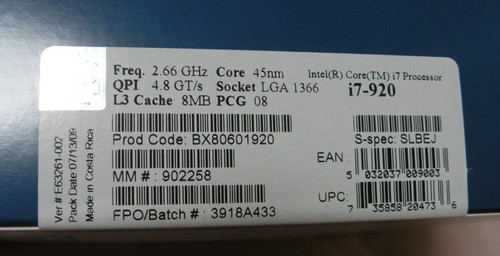 Freq. 2.66 GHz Core 45nm
Intel(R) Core(TM) i7 Processor
QPI 4.8 GT/s Socket LGA 1366
i7-920
L3 Cache 8MB PCG 08
Prod Code: BX80601920
S-spec: SLBEJ
EAN:
5 032037 009003
MM # : 902258
UPC:
7 35858 20473 6
FPO/Batch # : 3918A433
Ver # E63261-002
Pack Date 07/13/09
Made in Costa Rica